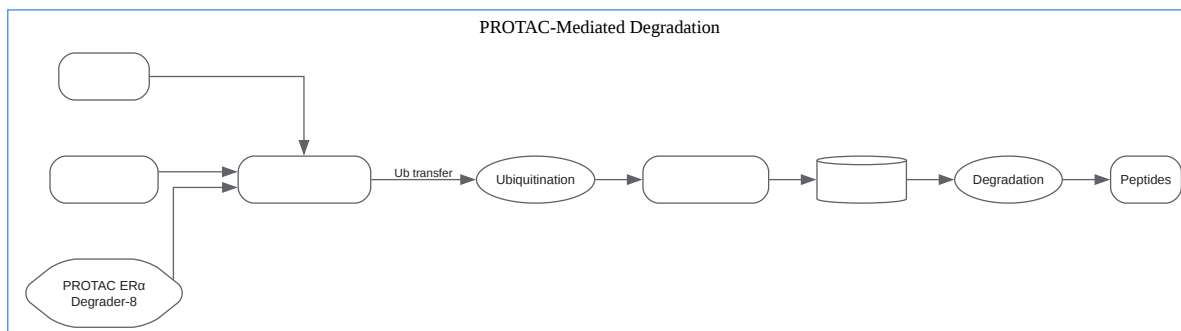 PROTAC-Mediated Degradation
Ub transfer
Ubiquitination
Degradation
Peptides
PROTAC ERα
Degrader-8